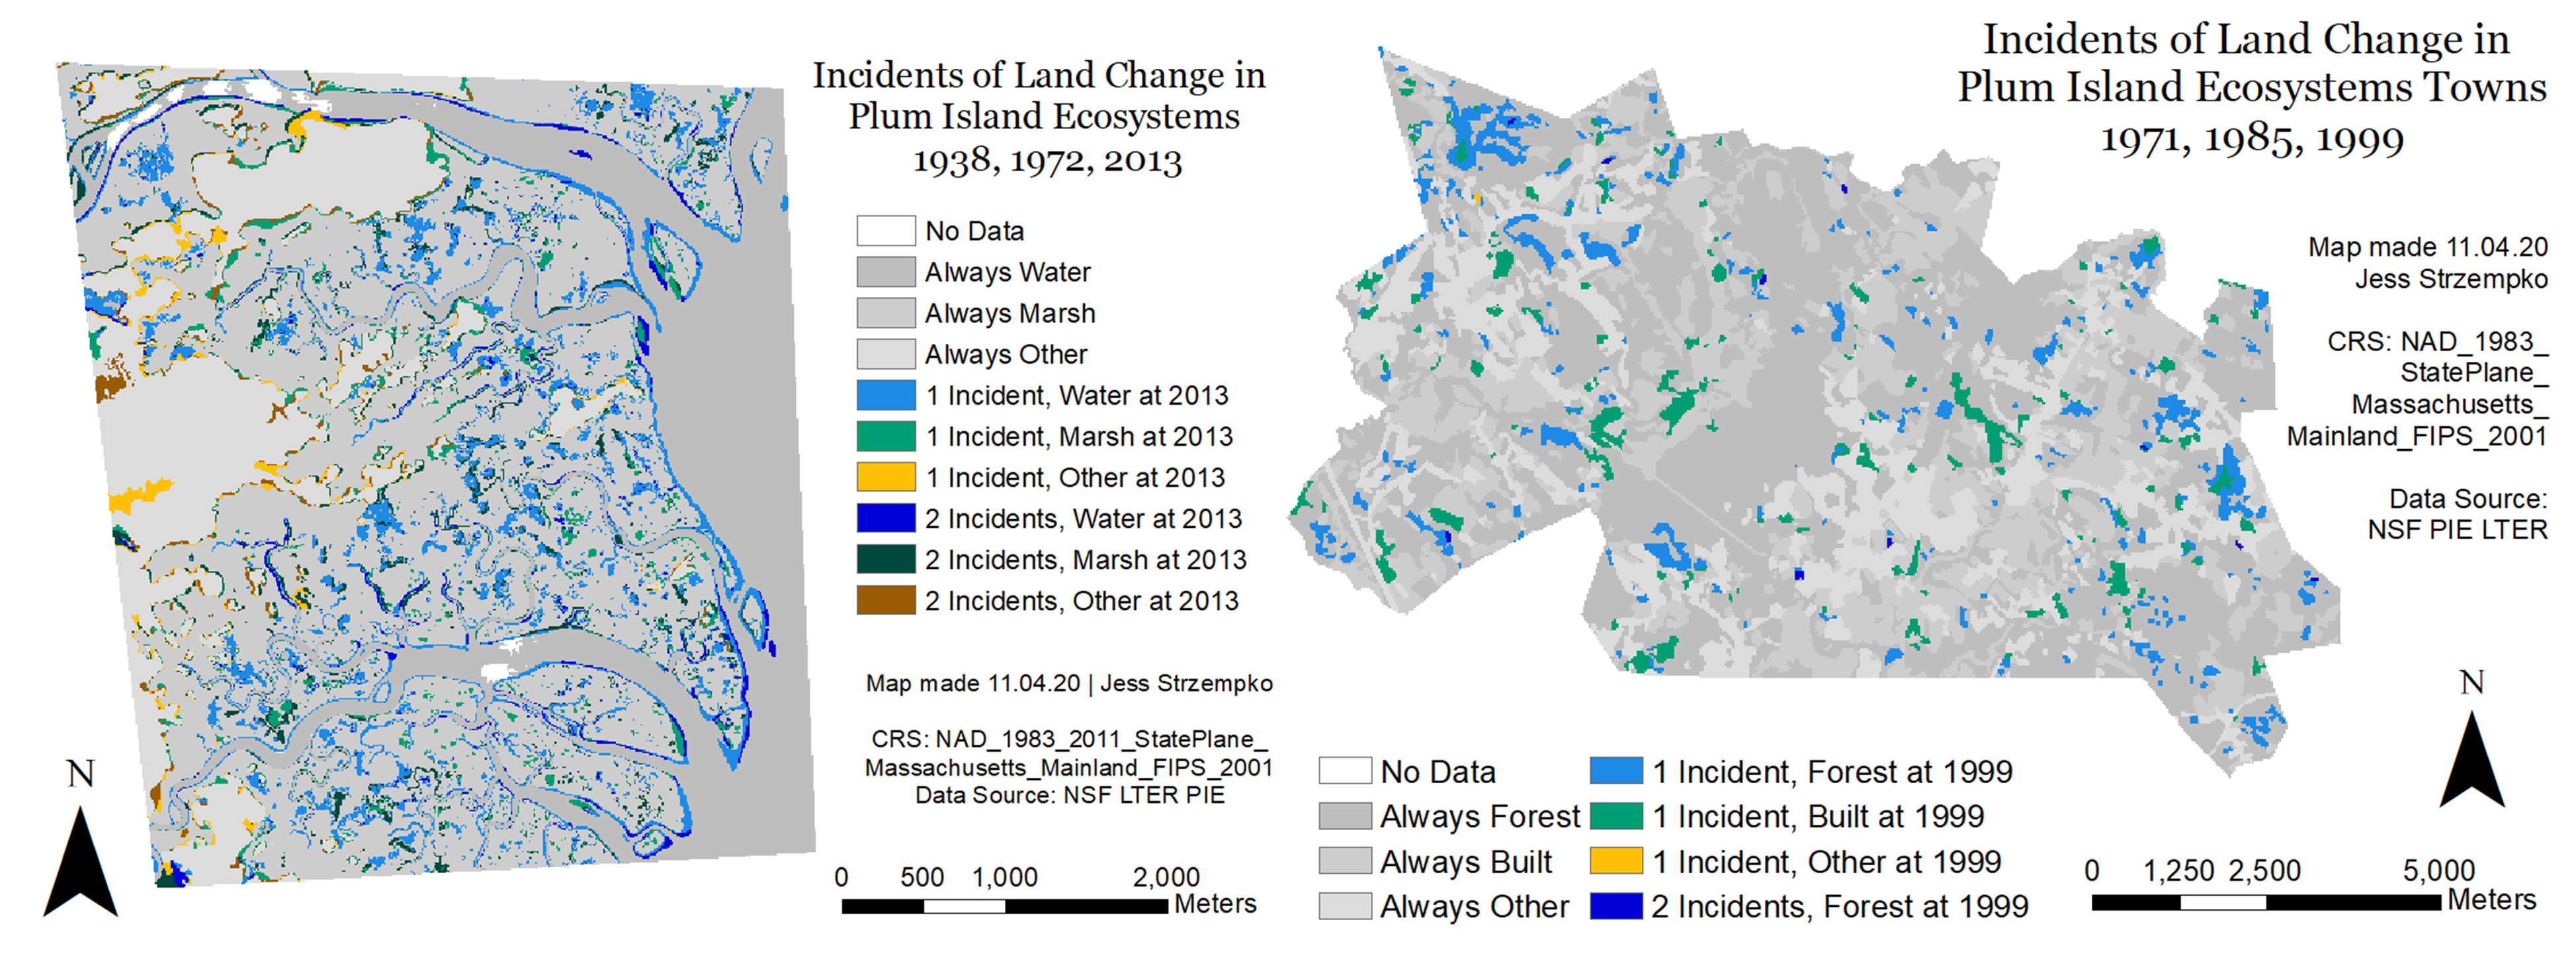 Incidents of Land Change in
Plum Island Ecosystems
1938, 1972, 2013
No Data
Always Water
Always Marsh
Always Other
1 Incident, Water at 2013
1 Incident, Marsh at 2013
1 Incident, Other at 2013
2 Incidents, Water at 2013
2 Incidents, Marsh at 2013
2 Incidents, Other at 2013
Map made 11.04.20 | Jess Strzempko
CRS: NAD_1983_2011_StatePlane_
Massachusetts_Mainland_FIPS_2001
Data Source: NSF LTER PIE
N
0 500 1,000 2,000
Meters
Incidents of Land Change in
Plum Island Ecosystems Towns
1971, 1985, 1999
Map made 11.04.20
Jess Strzempko
CRS: NAD_1983_
StatePlane_
Massachusetts_
Mainland_FIPS_2001
Data Source:
NSF PIE LTER
N
No Data
Always Forest
Always Built
Always Other
1 Incident, Forest at 1999
1 Incident, Built at 1999
1 Incident, Other at 1999
2 Incidents, Forest at 1999
0 1,250 2,500 5,000
Meters